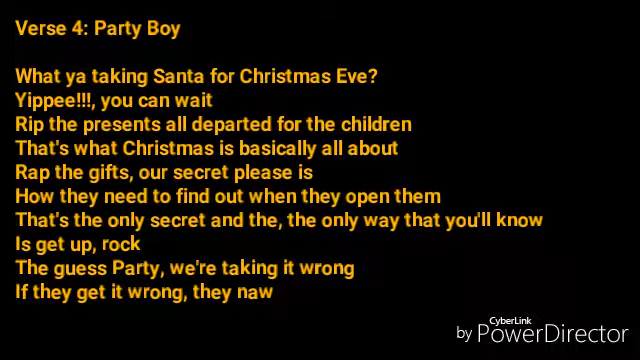 Verse 4: Party Boy
What ya taking Santa for Christmas Eve?
Yippee!!!, you can wait
Rip the presents all departed for the children
That's what Christmas is basically all about
Rap the gifts, our secret please is
How they need to find out when they open them
That's the only secret and the, the only way that you'll know
Is get up, rock
The guess Party, we're taking it wrong
If they get it wrong, they naw
CyberLink
by PowerDirector